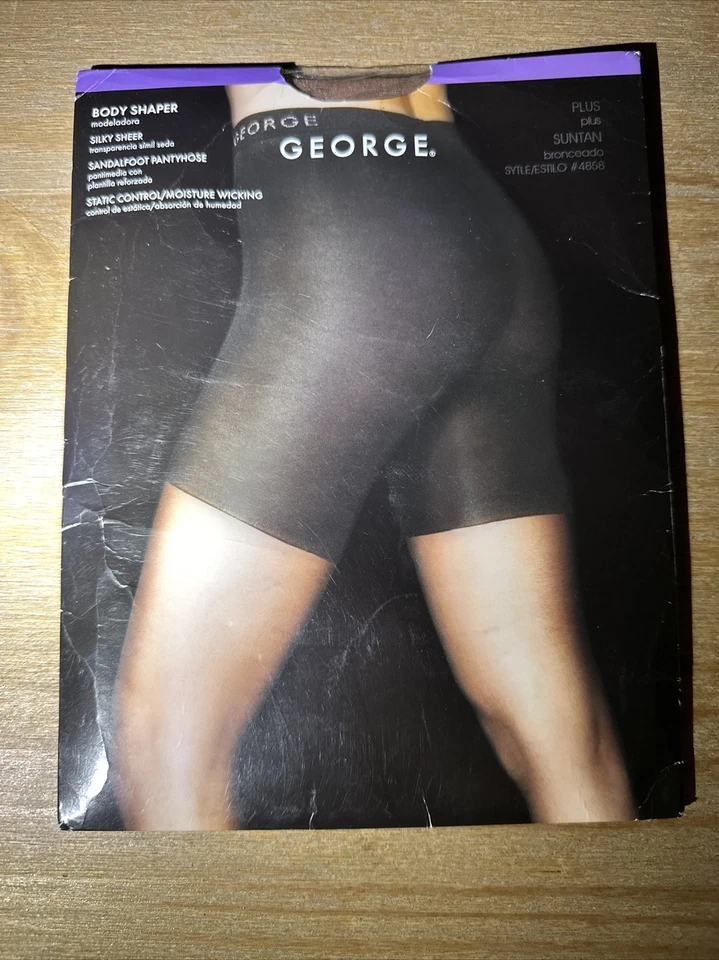 BODY SHAPER
modeladora
SILKY SHEER
transparencia símil seda
SANDALFOOT PANTYHOSE
pantimedia con
plantilla reforzada
STATIC CONTROL/MOISTURE WICKING
control de estática/absorción de humedad
GEORGE
GEORGE®
PLUS
plus
SUNTAN
bronceado
SYTLE/ESTILO #4858